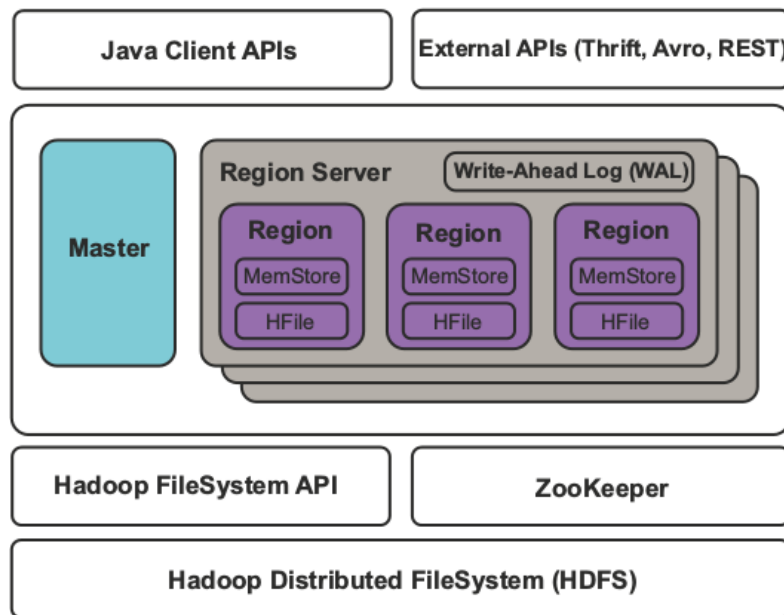 Java Client APIs
External APIs (Thrift, Avro, REST)
Master
Region Server
Write-Ahead Log (WAL)
Region
MemStore
HFile
Region
MemStore
HFile
Region
MemStore
HFile
Hadoop FileSystem API
ZooKeeper
Hadoop Distributed FileSystem (HDFS)